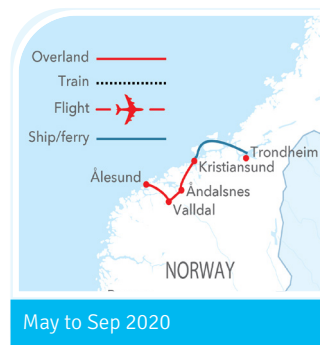 Overland
Train
Flight
Ship/ferry
Trondheim
Kristiansund
Ålesund
Åndalsnes
Valldal
NORWAY
May to Sep 2020